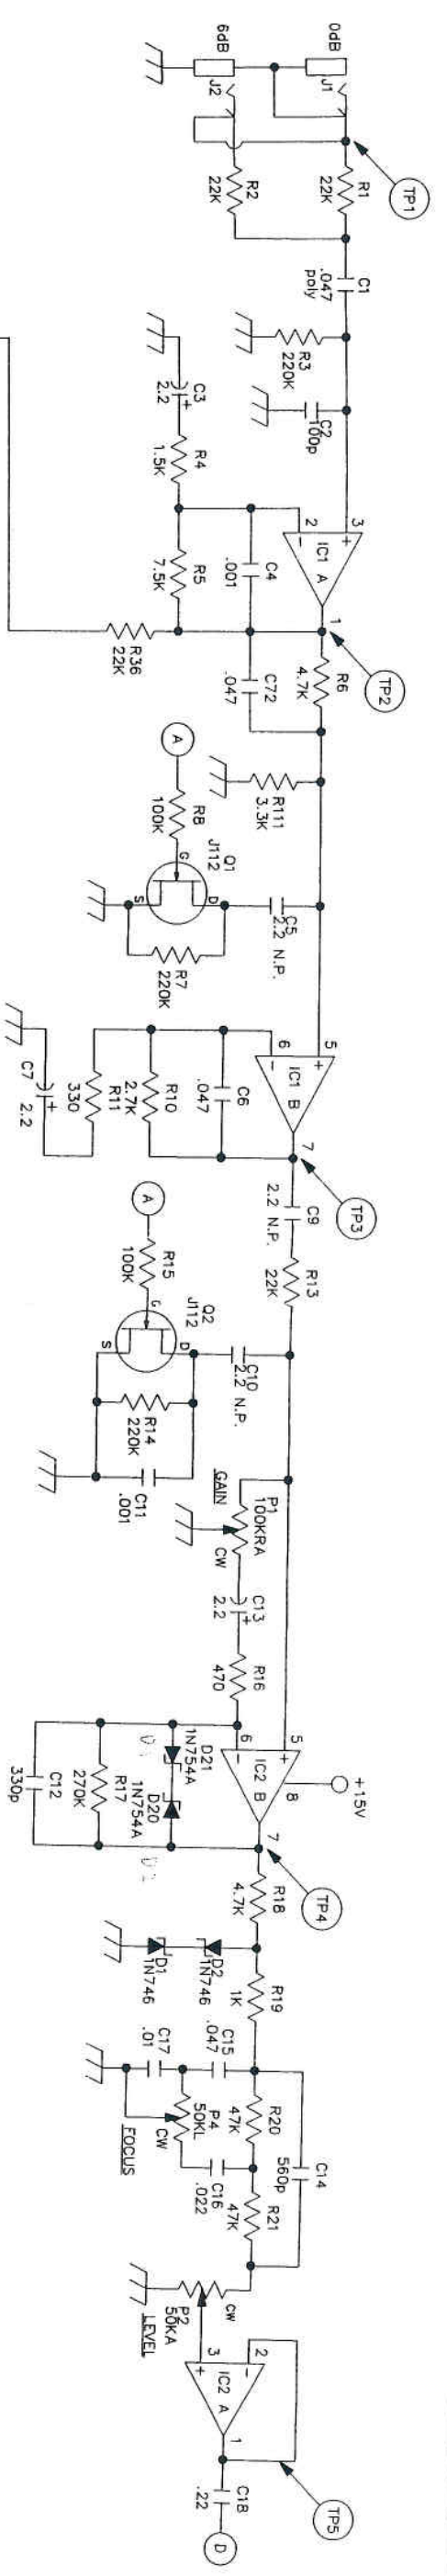 0dB
J1
6dB
J2
TP1
R1
22K
R2
22K
C1
.047
poly
R3
220K
C2
100p
C3
2.2
+
R4
1.5K
3
+
2
-
IC1
A
1
C4
.001
R5
7.5K
R36
22K
TP2
R6
4.7K
C72
.047
R111
3.3K
A
R8
100K
Q1
J112
G
S
D
R7
220K
C5
2.2 N.P.
5
+
6
-
IC1
B
7
C6
.047
R10
2.7K
R11
330
C7
+
2.2
TP3
C9
2.2 N.P.
R13
22K
A
R15
100K
Q2
J112
G
S
D
C10
2.2 N.P.
R14
220K
C11
.001
P1
100KRA
GAIN
CW
C13
+
2.2
R16
470
5
+
6
-
IC2
B
8
7
+15V
D21
1N754A
D20
1N754A
R17
270K
C12
330p
TP4
R18
4.7K
D2
1N746
D1
1N746
R19
1K
C15
.047
C17
.01
R20
47K
P4
50KL
CW
FOCUS
C16
.022
R21
47K
C14
560p
CW
P2
50KA
LEVEL
2
-
3
+
IC2
A
1
TP5
C18
.22
D